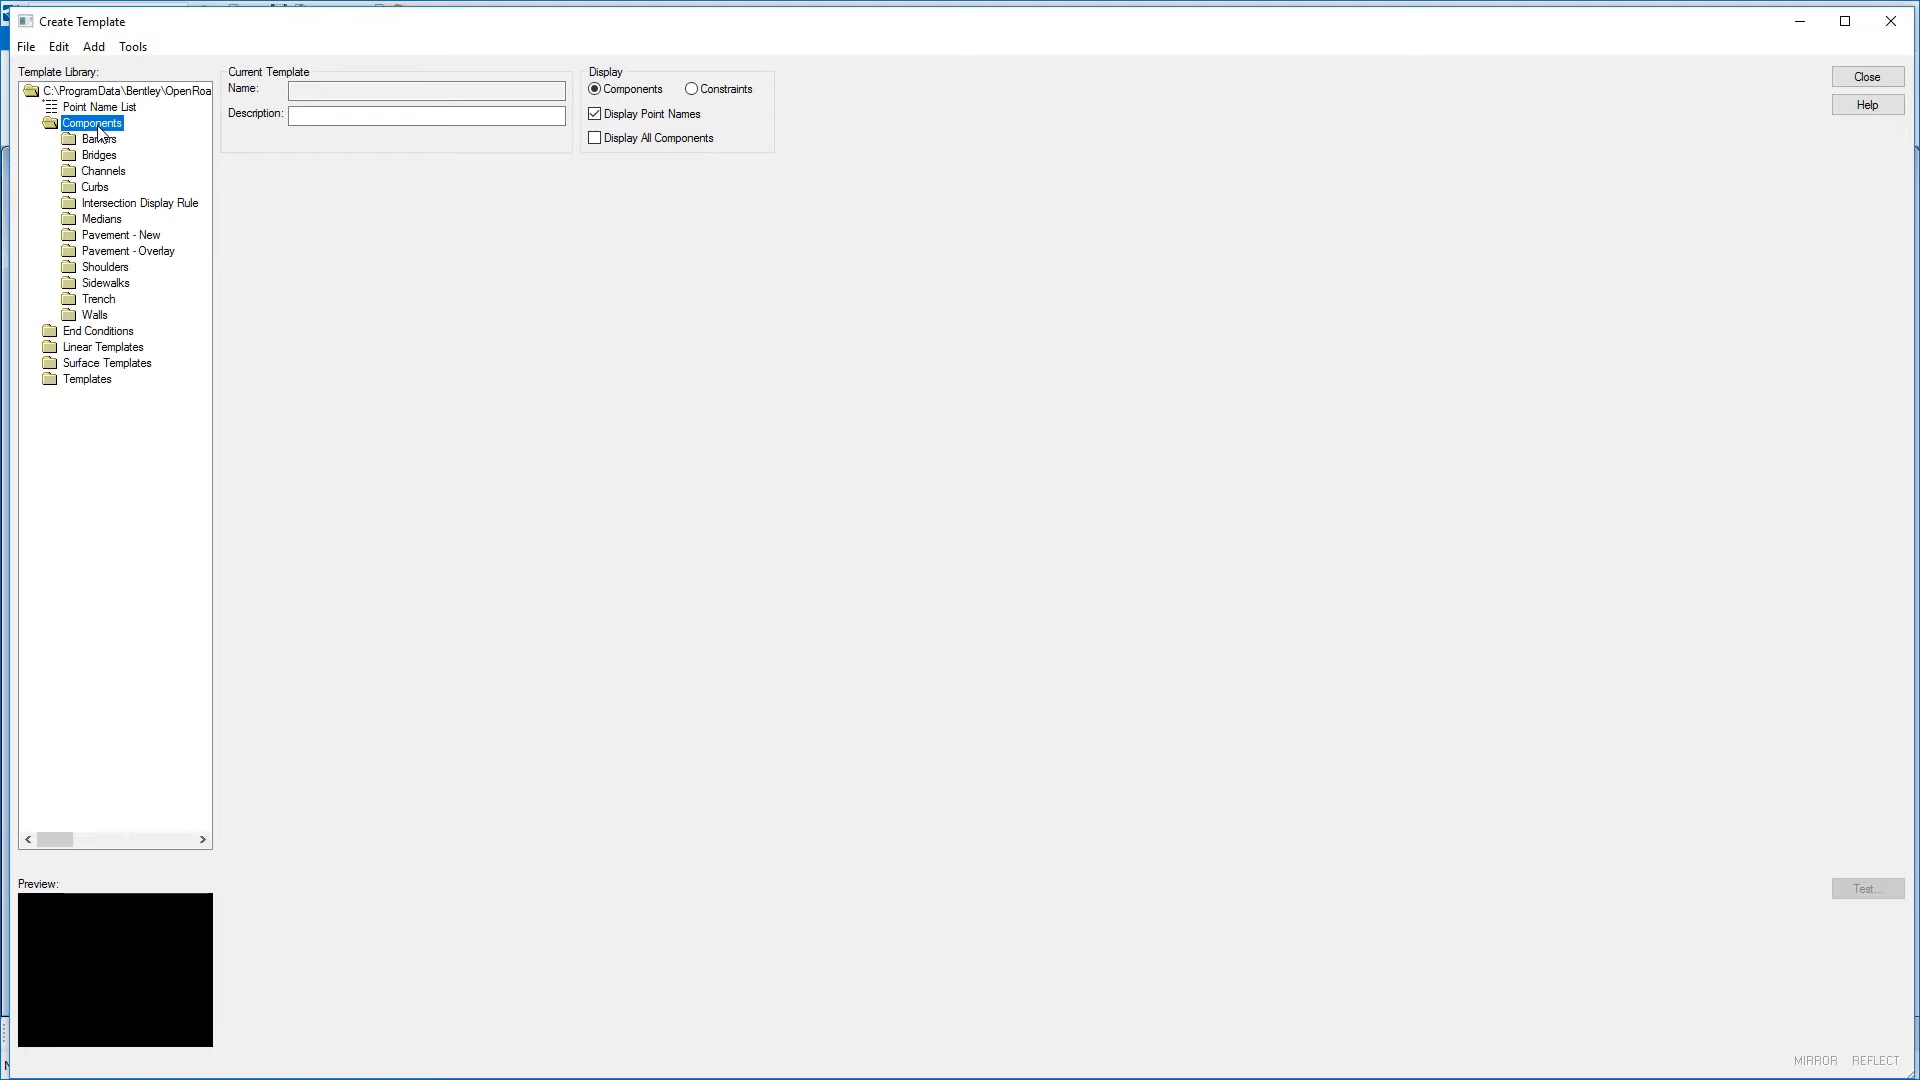 Create Template
File Edit Add Tools
Template Library:
C:\ProgramData\Bentley\OpenRoa
Point Name List
Components
Barriers
Bridges
Channels
Curbs
Intersection Display Rule
Medians
Pavement - New
Pavement - Overlay
Shoulders
Sidewalks
Trench
Walls
End Conditions
Linear Templates
Surface Templates
Templates
Current Template
Name:
Description:
Display
Components Constraints
Display Point Names
Display All Components
Close
Help
Preview:
Test...
MIRROR REFLECT